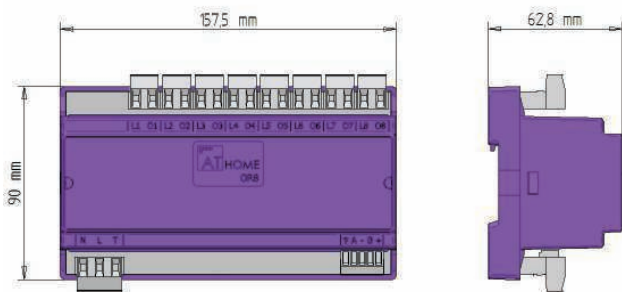 157,5 mm
62,8 mm
90 mm
L1 O1 L2 O2 L3 O3 L4 O4 L5 O5 L6 O6 L7 O7 L8 O8
AT HOME
OR8
N L T
A - B +